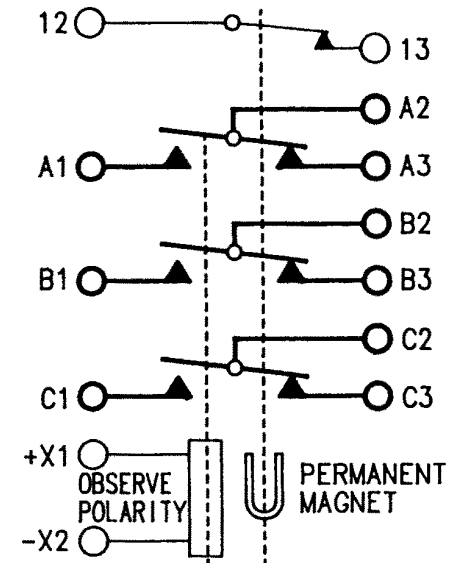 12
13
A2
A1
A3
B2
B1
B3
C2
C1
C3
+X1
OBSERVE
POLARITY
PERMANENT
MAGNET
-X2